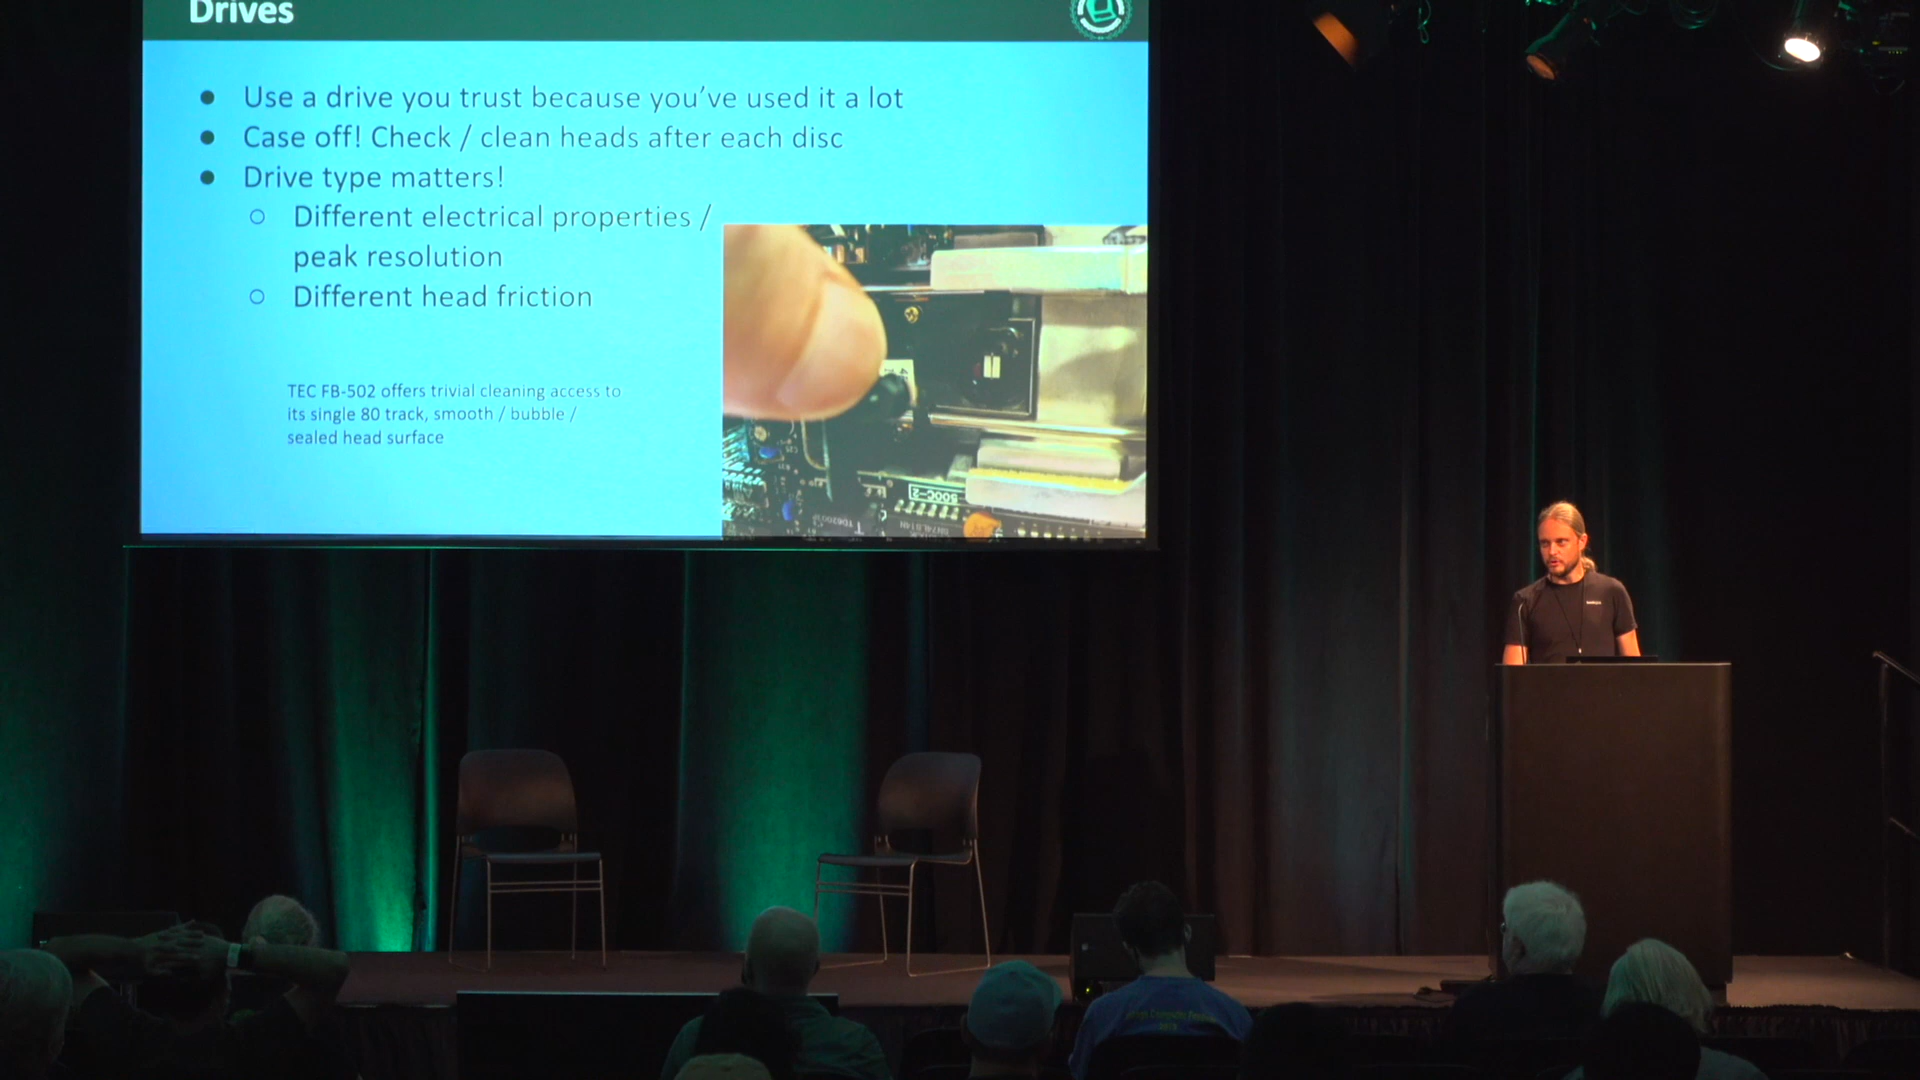 Drives
● Use a drive you trust because you've used it a lot
● Case off! Check / clean heads after each disc
● Drive type matters!
○ Different electrical properties /
peak resolution
○ Different head friction
TEC FB-502 offers trivial cleaning access to
its single 80 track, smooth / bubble /
sealed head surface
500C-2